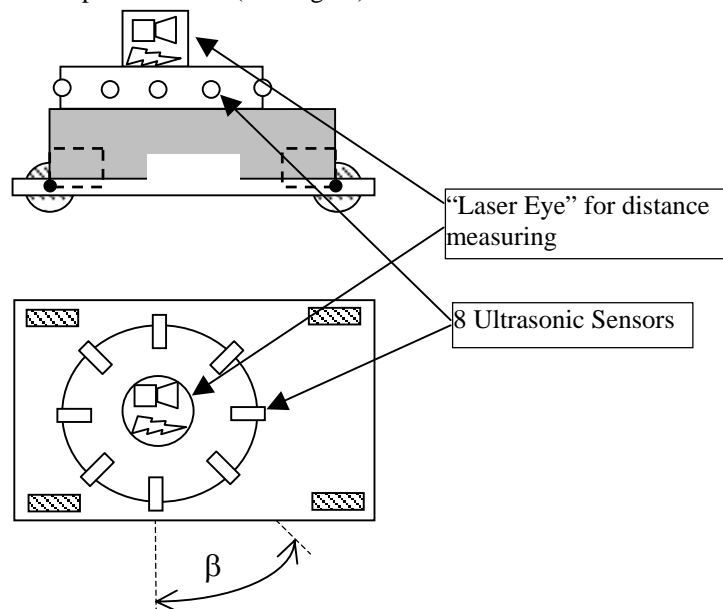 “Laser Eye” for distance
measuring
8 Ultrasonic Sensors
β